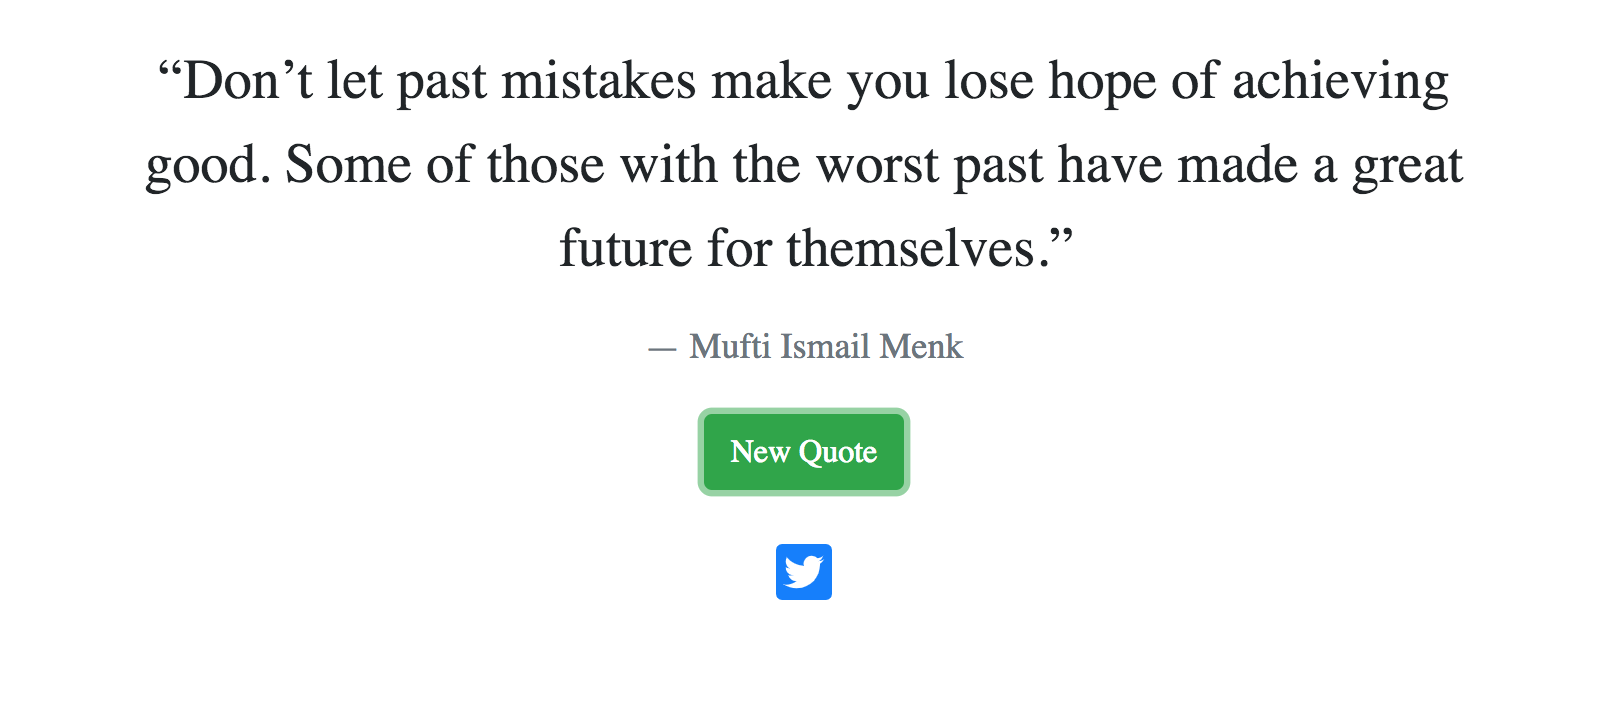 “Don’t let past mistakes make you lose hope of achieving
good. Some of those with the worst past have made a great
future for themselves.”
— Mufti Ismail Menk
New Quote